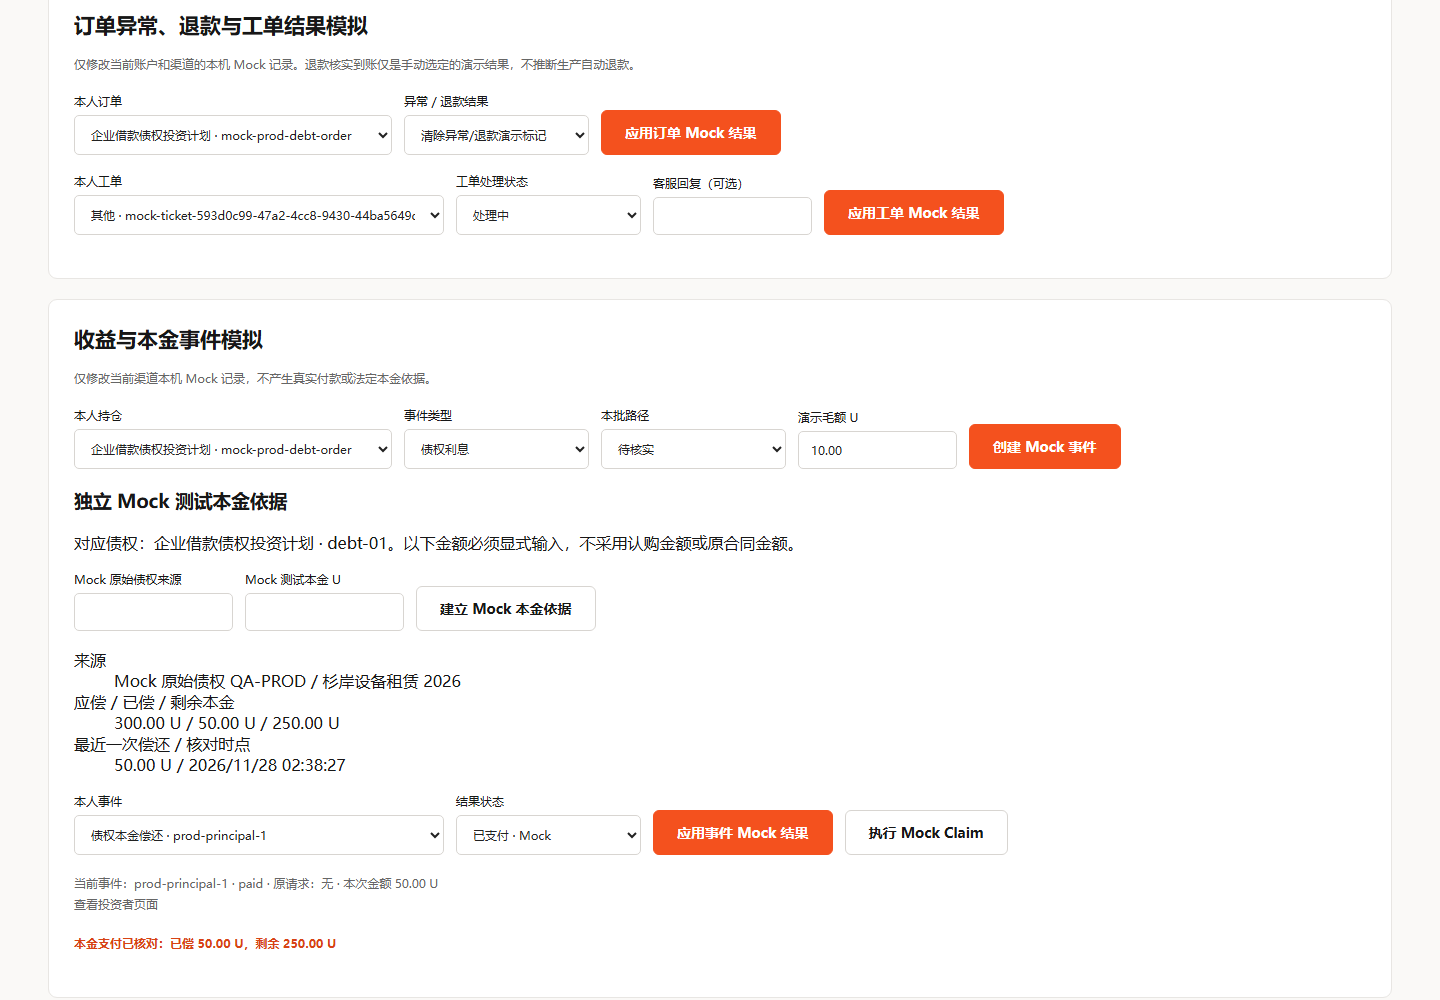 订单异常、退款与工单结果模拟
仅修改当前账户和渠道的本机 Mock 记录。退款核实到账仅是手动选定的演示结果，不推断生产自动退款。
本人订单 异常 / 退款结果
企业借款债权投资计划 · mock-prod-debt-order 清除异常/退款演示标记 应用订单 Mock 结果
本人工单 工单处理状态 客服回复（可选）
其他 · mock-ticket-593d0c99-47a2-4cc8-9430-44ba5649 处理中 应用工单 Mock 结果
收益与本金事件模拟
仅修改当前渠道本机 Mock 记录，不产生真实付款或法定本金依据。
本人持仓 事件类型 本批路径 演示毛额 U
企业借款债权投资计划 · mock-prod-debt-order 债权利息 待核实 10.00 创建 Mock 事件
独立 Mock 测试本金依据
对应债权：企业借款债权投资计划 · debt-01。以下金额必须显式输入，不采用认购金额或原合同金额。
Mock 原始债权来源 Mock 测试本金 U
建立 Mock 本金依据
来源
Mock 原始债权 QA-PROD / 杉岸设备租赁 2026
应偿 / 已偿 / 剩余本金
300.00 U / 50.00 U / 250.00 U
最近一次偿还 / 核对时点
50.00 U / 2026/11/28 02:38:27
本人事件 结果状态
债权本金偿还 · prod-principal-1 已支付 · Mock 应用事件 Mock 结果 执行 Mock Claim
当前事件：prod-principal-1 · paid · 原请求：无 · 本次金额 50.00 U
查看投资者页面
本金支付已核对：已偿 50.00 U，剩余 250.00 U